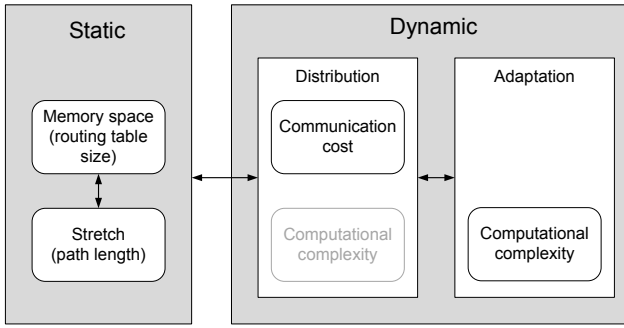 Static
Memory space
(routing table
size)
Stretch
(path length)
Dynamic
Distribution
Communication
cost
Computational
complexity
Adaptation
Computational
complexity